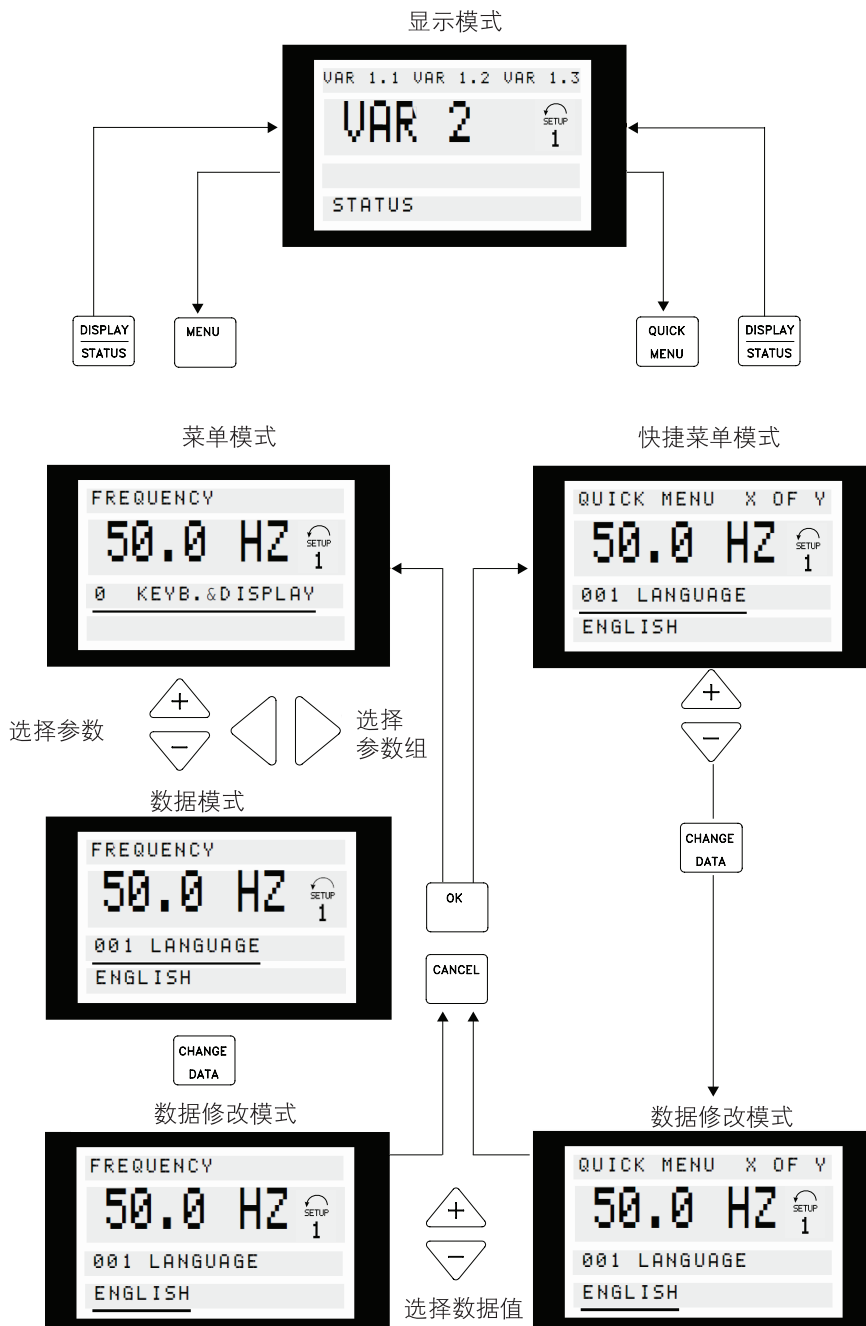 显示模式
VAR 1.1 VAR 1.2 VAR 1.3
VAR 2
SETUP
1
STATUS
DISPLAY
STATUS
MENU
QUICK
MENU
DISPLAY
STATUS
菜单模式
FREQUENCY
50.0 HZ
SETUP
1
0 KEYB.&DISPLAY
快捷菜单模式
QUICK MENU X OF Y
50.0 HZ
SETUP
1
001 LANGUAGE
ENGLISH
选择参数
+
−
选择
参数组
+
−
数据模式
FREQUENCY
50.0 HZ
SETUP
1
001 LANGUAGE
ENGLISH
CHANGE
DATA
OK
CANCEL
CHANGE
DATA
数据修改模式
FREQUENCY
50.0 HZ
SETUP
1
001 LANGUAGE
ENGLISH
+
−
选择数据值
数据修改模式
QUICK MENU X OF Y
50.0 HZ
SETUP
1
001 LANGUAGE
ENGLISH